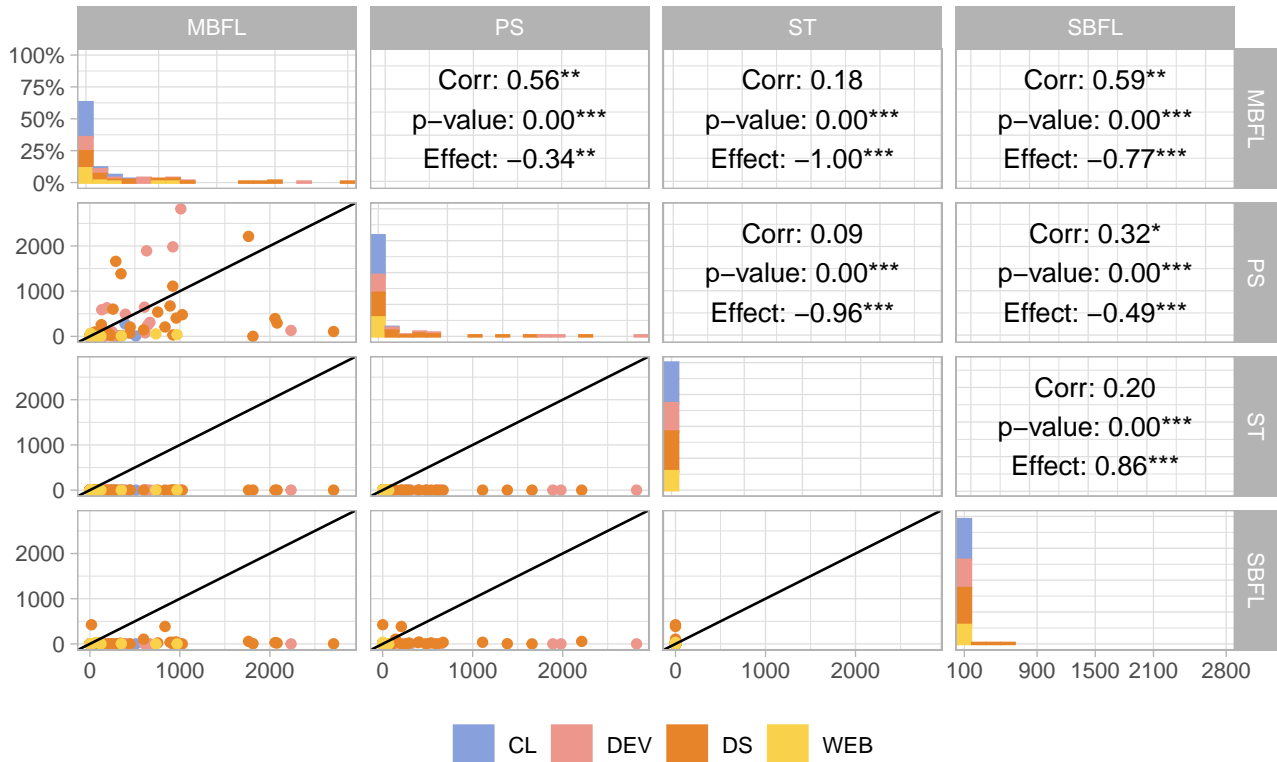 MBFL PS ST SBFL
100%
75%
50%
25%
0%
Corr: 0.56**
p−value: 0.00***
Effect: −0.34**
Corr: 0.18
p−value: 0.00***
Effect: −1.00***
Corr: 0.59**
p−value: 0.00***
Effect: −0.77***
MBFL
2000
1000
0
Corr: 0.09
p−value: 0.00***
Effect: −0.96***
Corr: 0.32*
p−value: 0.00***
Effect: −0.49***
PS
2000
1000
0
Corr: 0.20
p−value: 0.00***
Effect: 0.86***
ST
2000
1000
0
SBFL
0 1000 2000 0 1000 2000 0 1000 2000 100 900 1500 2100 2800
CL DEV DS WEB